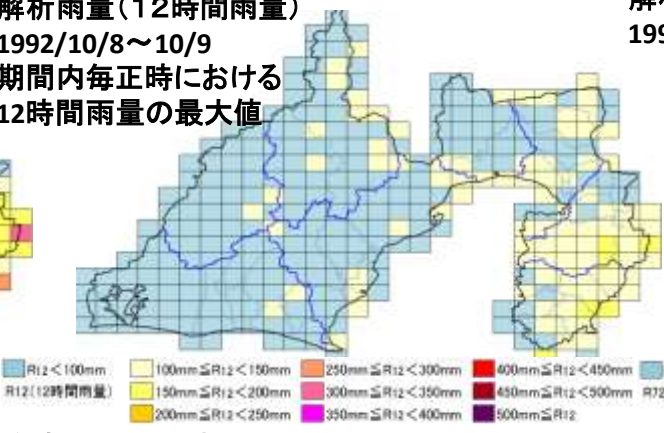 解析雨量(12時間雨量)
1992/10/8～10/9
期間内毎正時における
12時間雨量の最大値
199
R12＜100mm
100mm≦R12＜150mm
250mm≦R12＜300mm
400mm≦R12＜450mm
R12(12時間雨量)
150mm≦R12＜200mm
300mm≦R12＜350mm
450mm≦R12＜500mm
R72
200mm≦R12＜250mm
350mm≦R12＜400mm
500mm≦R12